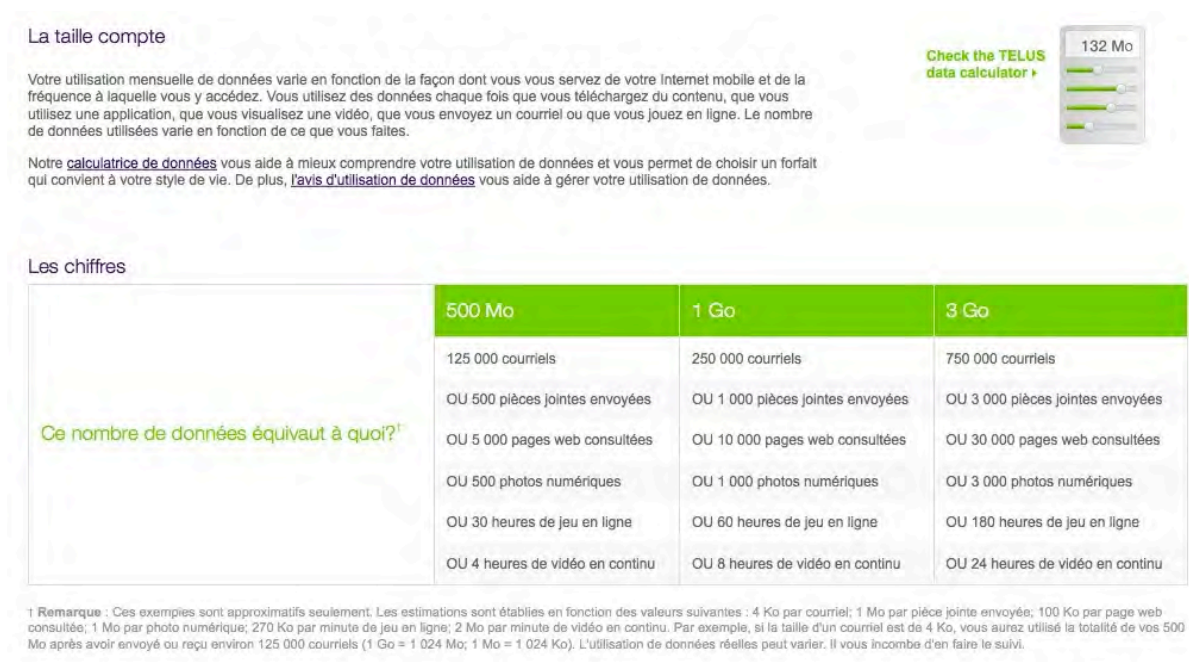 La taille compte
Check the TELUS
data calculator ▸
132 Mo
Votre utilisation mensuelle de données varie en fonction de la façon dont vous vous servez de votre Internet mobile et de la
fréquence à laquelle vous y accédez. Vous utilisez des données chaque fois que vous téléchargez du contenu, que vous
utilisez une application, que vous visualisez une vidéo, que vous envoyez un courriel ou que vous jouez en ligne. Le nombre
de données utilisées varie en fonction de ce que vous faites.
Notre calculatrice de données vous aide à mieux comprendre votre utilisation de données et vous permet de choisir un forfait
qui convient à votre style de vie. De plus, l'avis d'utilisation de données vous aide à gérer votre utilisation de données.
Les chiffres
500 Mo 1 Go 3 Go
125 000 courriels 250 000 courriels 750 000 courriels
OU 500 pièces jointes envoyées OU 1 000 pièces jointes envoyées OU 3 000 pièces jointes envoyées
Ce nombre de données équivaut à quoi?† OU 5 000 pages web consultées OU 10 000 pages web consultées OU 30 000 pages web consultées
OU 500 photos numériques OU 1 000 photos numériques OU 3 000 photos numériques
OU 30 heures de jeu en ligne OU 60 heures de jeu en ligne OU 180 heures de jeu en ligne
OU 4 heures de vidéo en continu OU 8 heures de vidéo en continu OU 24 heures de vidéo en continu
† Remarque : Ces exemples sont approximatifs seulement. Les estimations sont établies en fonction des valeurs suivantes : 4 Ko par courriel; 1 Mo par pièce jointe envoyée; 100 Ko par page web
consultée; 1 Mo par photo numérique; 270 Ko par minute de jeu en ligne; 2 Mo par minute de vidéo en continu. Par exemple, si la taille d'un courriel est de 4 Ko, vous aurez utilisé la totalité de vos 500
Mo après avoir envoyé ou reçu environ 125 000 courriels (1 Go = 1 024 Mo; 1 Mo = 1 024 Ko). L'utilisation de données réelles peut varier. Il vous incombe d'en faire le suivi.